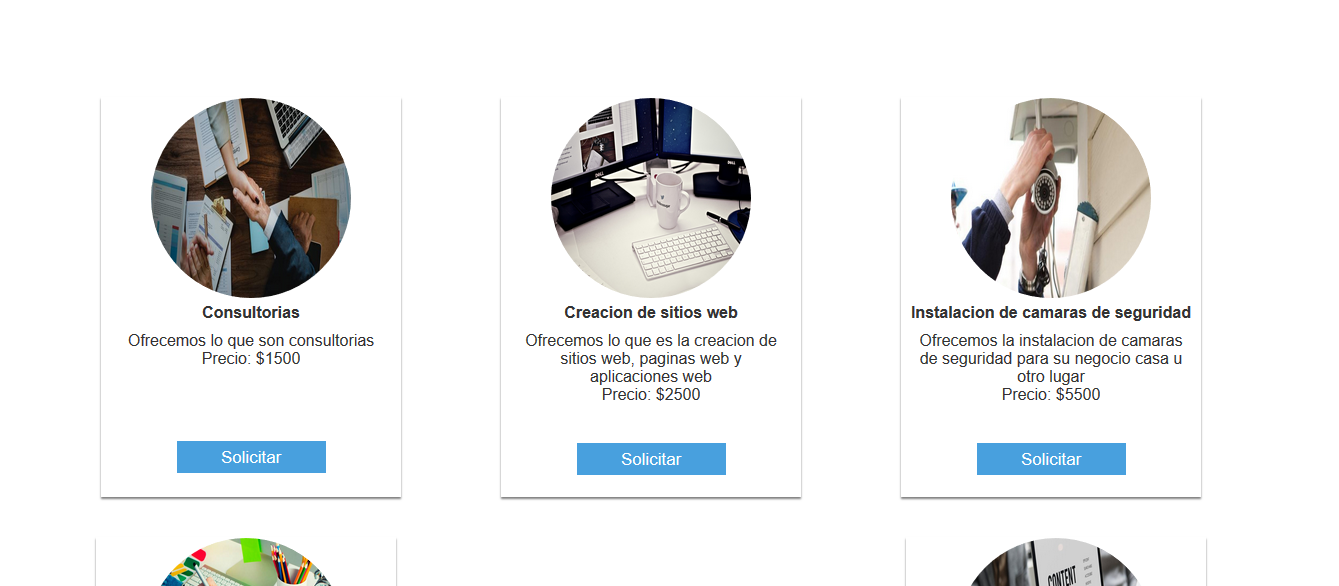 Consultorias
Ofrecemos lo que son consultorias
Precio: $1500
Solicitar
Creacion de sitios web
Ofrecemos lo que es la creacion de
sitios web, paginas web y
aplicaciones web
Precio: $2500
Solicitar
Instalacion de camaras de seguridad
Ofrecemos la instalacion de camaras
de seguridad para su negocio casa u
otro lugar
Precio: $5500
Solicitar
DELL
DELL
CONTENT